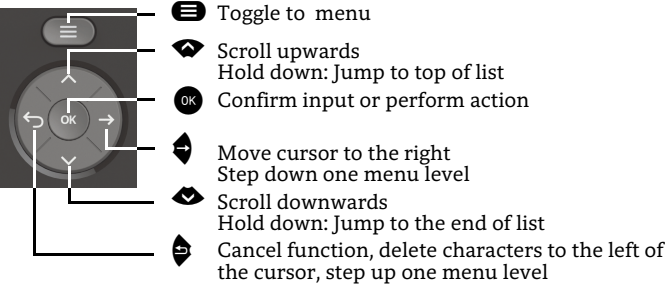 Toggle to menu
Scroll upwards
Hold down: Jump to top of list
OK OK Confirm input or perform action
Move cursor to the right
Step down one menu level
Scroll downwards
Hold down: Jump to the end of list
Cancel function, delete characters to the left of
the cursor, step up one menu level